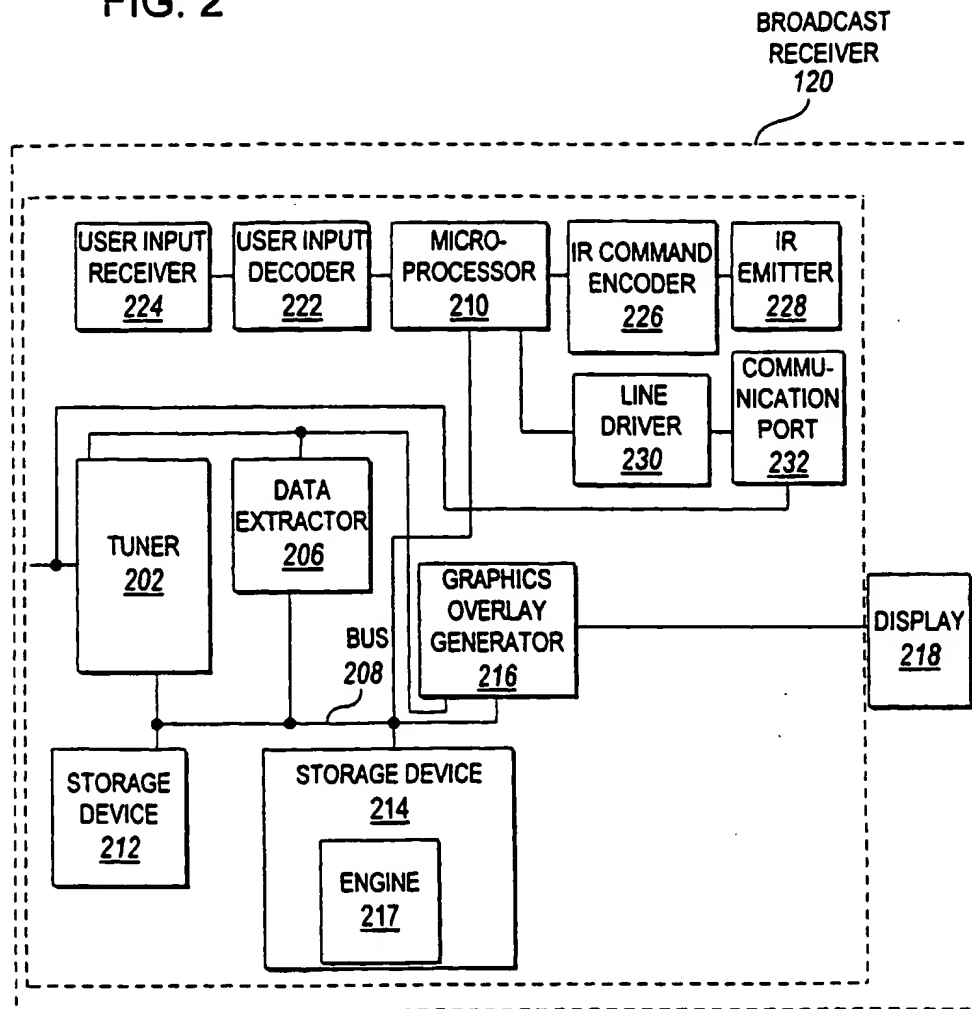 FIG. 2
BROADCAST
RECEIVER
120
USER INPUT
RECEIVER
224
USER INPUT
DECODER
222
MICRO-
PROCESSOR
210
IR COMMAND
ENCODER
226
IR
EMITTER
228
LINE
DRIVER
230
COMMU-
NICATION
PORT
232
TUNER
202
DATA
EXTRACTOR
206
GRAPHICS
OVERLAY
GENERATOR
216
DISPLAY
218
BUS
208
STORAGE
DEVICE
212
STORAGE DEVICE
214
ENGINE
217